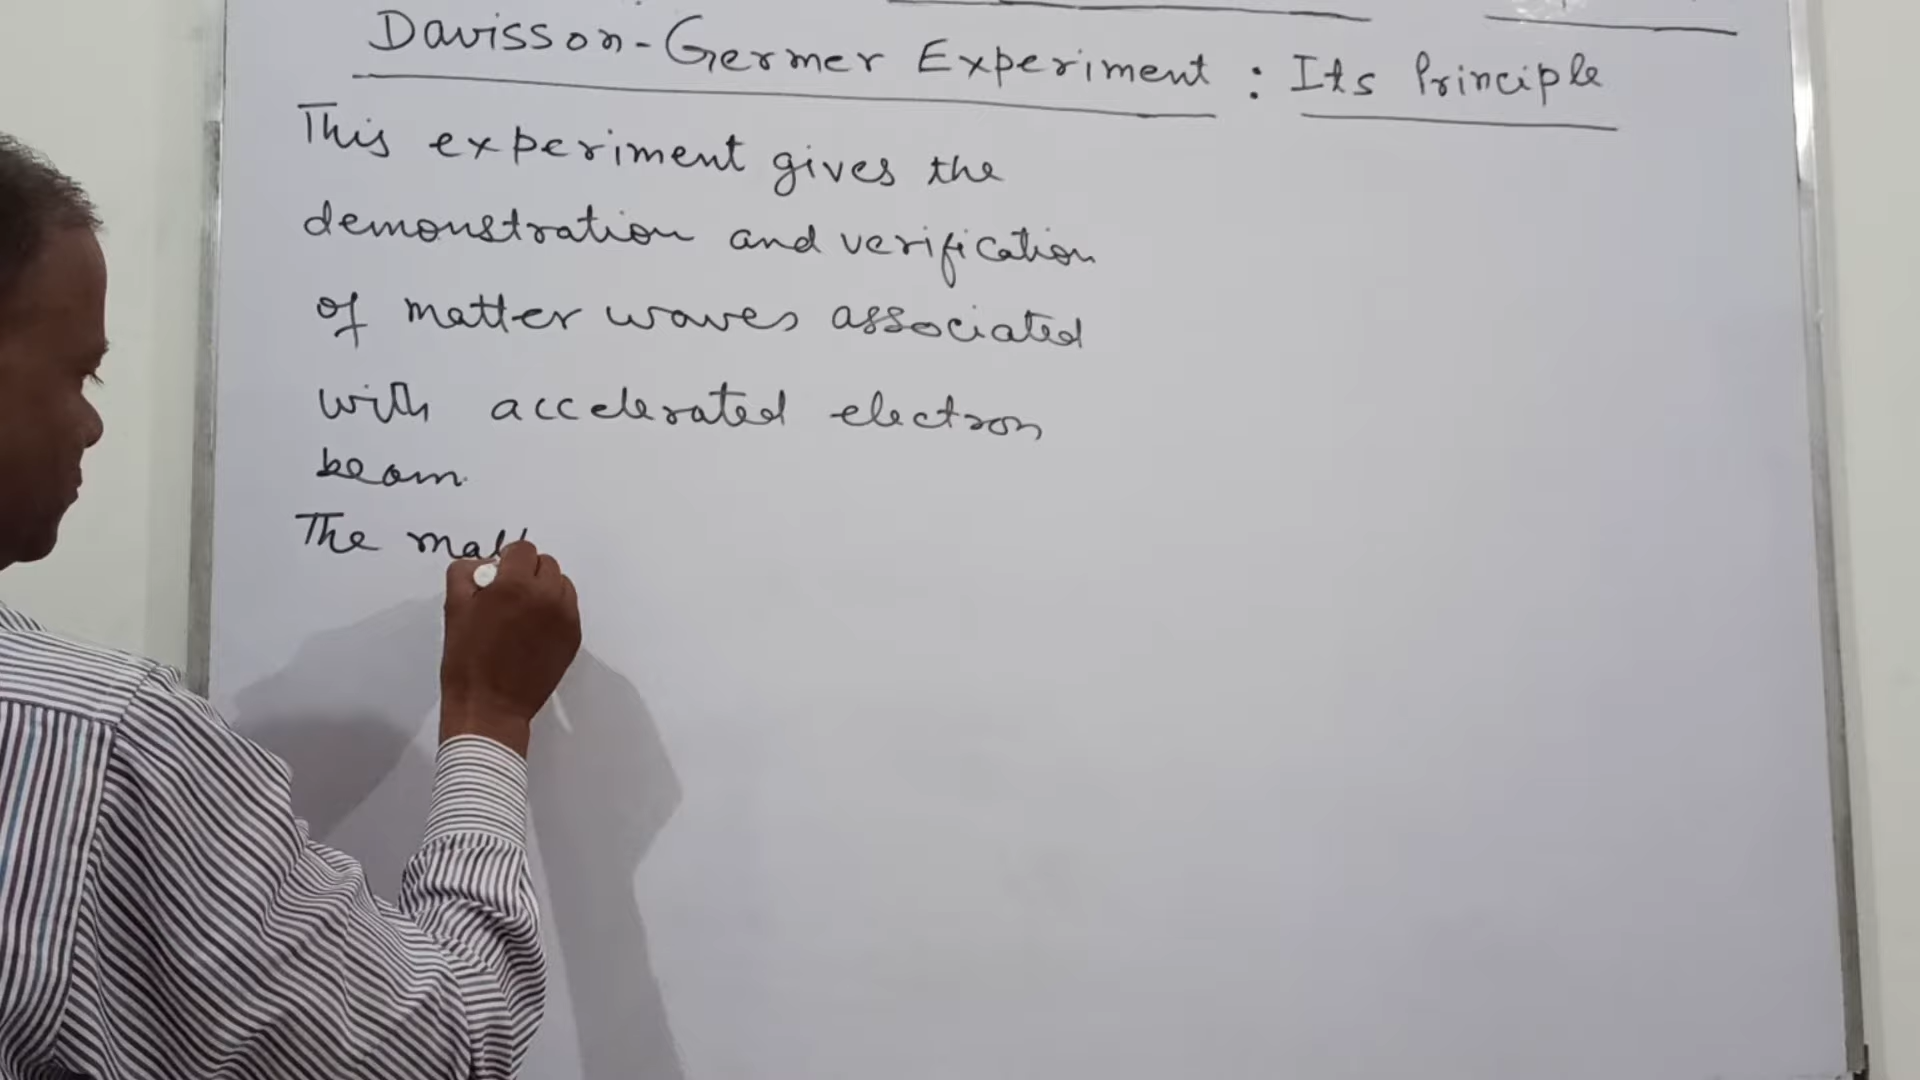 Davisson-Germer Experiment : Its Principle
This experiment gives the
demonstration and verification
of matter waves associated
with accelerated electron
beam.
The matt